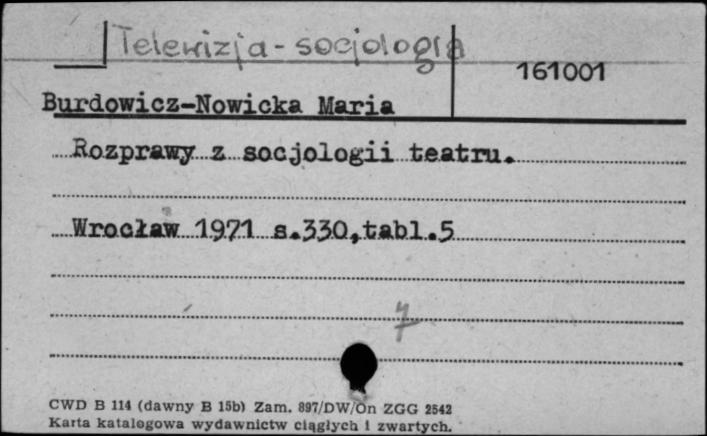 Telewizja - socjologia
161001
Burdowicz-Nowicka Maria
Rozprawy z socjologii teatru.
Wrocław 1971 s.330,tabl.5
7
CWD B 114 (dawny B 15b) Zam. 897/DW/On ZGG 2542
Karta katalogowa wydawnictw ciągłych i zwartych.